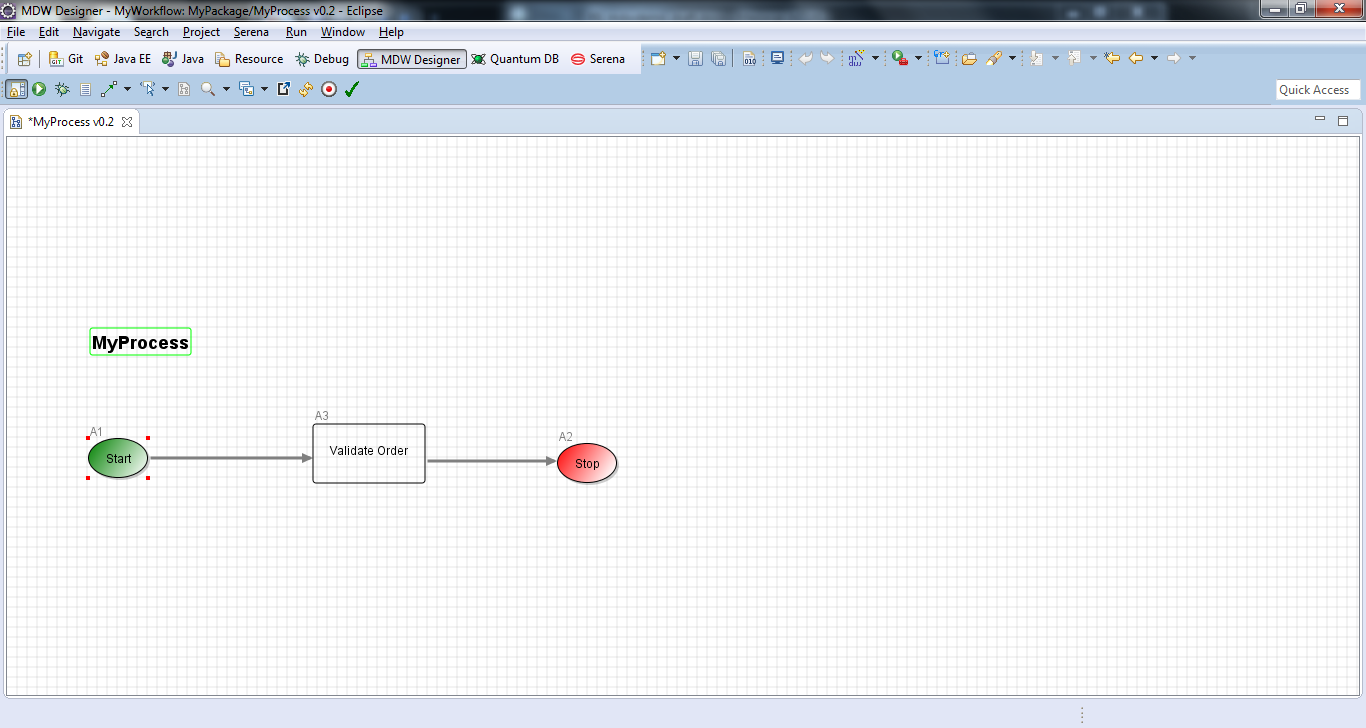 MDW Designer - MyWorkflow: MyPackage/MyProcess v0.2 - Eclipse
File Edit Navigate Search Project Serena Run Window Help
Git Java EE Java Resource Debug MDW Designer Quantum DB Serena
010
Quick Access
*MyProcess v0.2
MyProcess
A1 A3 A2
Start Validate Order Stop